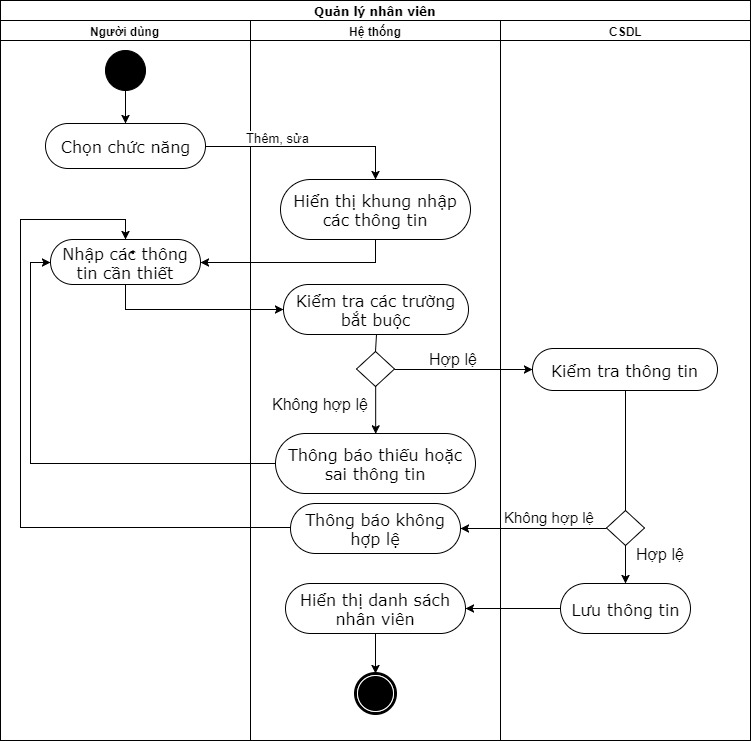 Quản lý nhân viên
Người dùng
Hệ thống
CSDL
Chọn chức năng
Thêm, sửa
Hiển thị khung nhập
các thông tin
Nhập các thông
tin cần thiết
Kiểm tra các trường
bắt buộc
Hợp lệ
Kiểm tra thông tin
Không hợp lệ
Thông báo thiếu hoặc
sai thông tin
Thông báo không
hợp lệ
Không hợp lệ
Hợp lệ
Hiển thị danh sách
nhân viên
Lưu thông tin